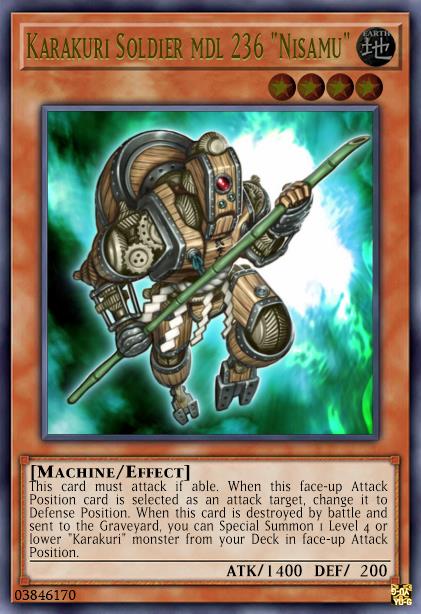 KARAKURI SOLDIER MDL 236 "NISAMU"
EARTH
地
[MACHINE/EFFECT]
This card must attack if able. When this face-up Attack
Position card is selected as an attack target, change it to
Defense Position. When this card is destroyed by battle and
sent to the Graveyard, you can Special Summon 1 Level 4 or
lower "Karakuri" monster from your Deck in face-up Attack
Position.
ATK/1400 DEF/ 200
03846170